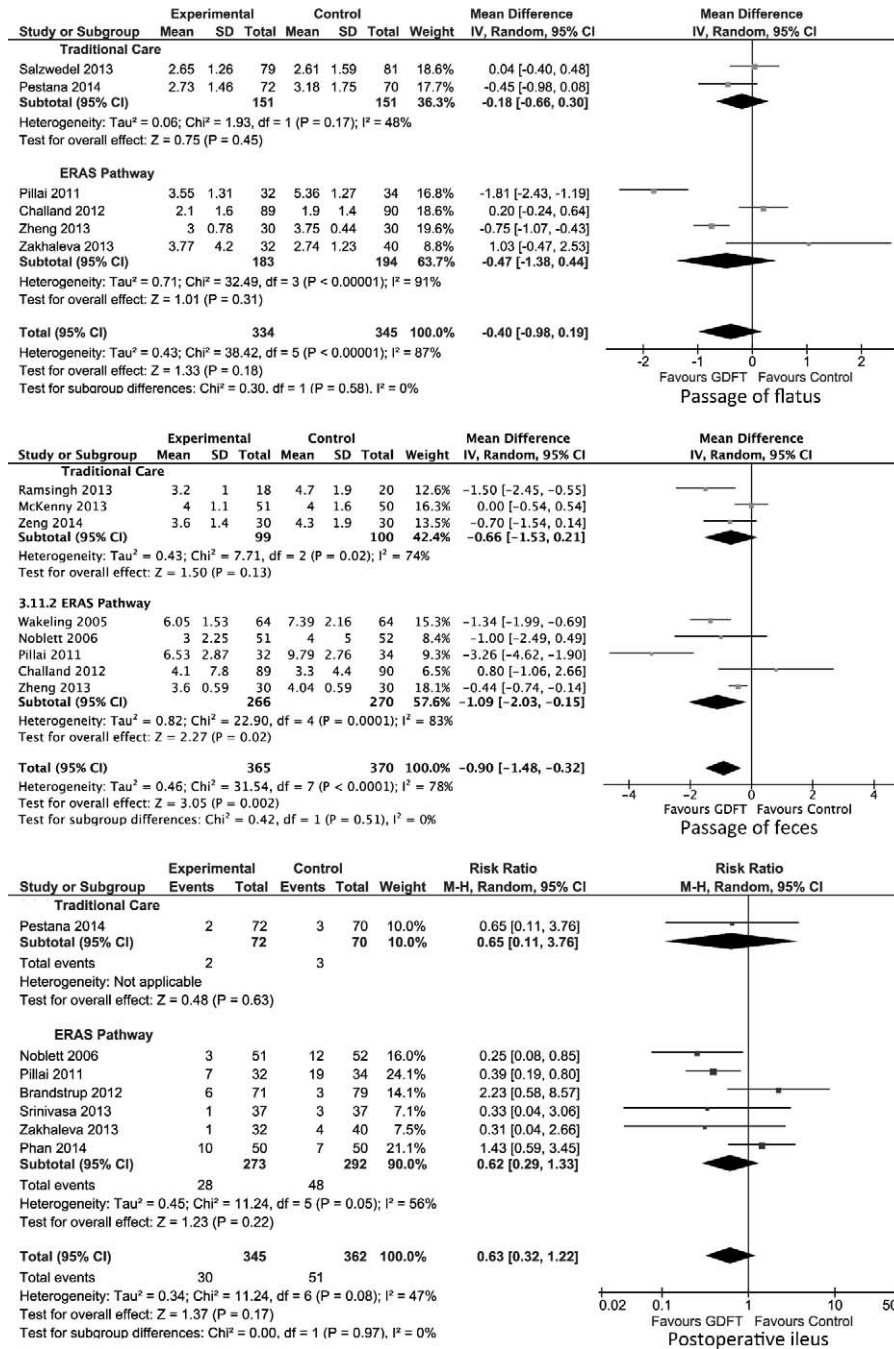 Experimental Control Mean Difference Mean Difference
Study or Subgroup Mean SD Total Mean SD Total Weight IV, Random, 95% CI IV, Random, 95% CI
Traditional Care
Salzwedel 2013 2.65 1.26 79 2.61 1.59 81 18.6% 0.04 [-0.40, 0.48]
Pestana 2014 2.73 1.46 72 3.18 1.75 70 17.7% -0.45 [-0.98, 0.08]
Subtotal (95% CI) 151 151 36.3% -0.18 [-0.66, 0.30]
Heterogeneity: Tau² = 0.06; Chi² = 1.93, df = 1 (P = 0.17); I² = 48%
Test for overall effect: Z = 0.75 (P = 0.45)
ERAS Pathway
Pillai 2011 3.55 1.31 32 5.36 1.27 34 16.8% -1.81 [-2.43, -1.19]
Challand 2012 2.1 1.6 89 1.9 1.4 90 18.6% 0.20 [-0.24, 0.64]
Zheng 2013 3 0.78 30 3.75 0.44 30 19.6% -0.75 [-1.07, -0.43]
Zakhaleva 2013 3.77 4.2 32 2.74 1.23 40 8.8% 1.03 [-0.47, 2.53]
Subtotal (95% CI) 183 194 63.7% -0.47 [-1.38, 0.44]
Heterogeneity: Tau² = 0.71; Chi² = 32.49, df = 3 (P < 0.00001); I² = 91%
Test for overall effect: Z = 1.01 (P = 0.31)
Total (95% CI) 334 345 100.0% -0.40 [-0.98, 0.19]
Heterogeneity: Tau² = 0.43; Chi² = 38.42, df = 5 (P < 0.00001); I² = 87%
Test for overall effect: Z = 1.33 (P = 0.18)
Test for subgroup differences: Chi² = 0.30, df = 1 (P = 0.58), I² = 0%
-2 -1 0 1 2
Favours GDFT Favours Control
Passage of flatus
Experimental Control Mean Difference Mean Difference
Study or Subgroup Mean SD Total Mean SD Total Weight IV, Random, 95% CI IV, Random, 95% CI
Traditional Care
Ramsingh 2013 3.2 1 18 4.7 1.9 20 12.6% -1.50 [-2.45, -0.55]
McKenny 2013 4 1.1 51 4 1.6 50 16.3% 0.00 [-0.54, 0.54]
Zeng 2014 3.6 1.4 30 4.3 1.9 30 13.5% -0.70 [-1.54, 0.14]
Subtotal (95% CI) 99 100 42.4% -0.66 [-1.53, 0.21]
Heterogeneity: Tau² = 0.43; Chi² = 7.71, df = 2 (P = 0.02); I² = 74%
Test for overall effect: Z = 1.50 (P = 0.13)
3.11.2 ERAS Pathway
Wakeling 2005 6.05 1.53 64 7.39 2.16 64 15.3% -1.34 [-1.99, -0.69]
Noblett 2006 3 2.25 51 4 5 52 8.4% -1.00 [-2.49, 0.49]
Pillai 2011 6.53 2.87 32 9.79 2.76 34 9.3% -3.26 [-4.62, -1.90]
Challand 2012 4.1 7.8 89 3.3 4.4 90 6.5% 0.80 [-1.06, 2.66]
Zheng 2013 3.6 0.59 30 4.04 0.59 30 18.1% -0.44 [-0.74, -0.14]
Subtotal (95% CI) 266 270 57.6% -1.09 [-2.03, -0.15]
Heterogeneity: Tau² = 0.82; Chi² = 22.90, df = 4 (P = 0.0001); I² = 83%
Test for overall effect: Z = 2.27 (P = 0.02)
Total (95% CI) 365 370 100.0% -0.90 [-1.48, -0.32]
Heterogeneity: Tau² = 0.46; Chi² = 31.54, df = 7 (P < 0.0001); I² = 78%
Test for overall effect: Z = 3.05 (P = 0.002)
Test for subgroup differences: Chi² = 0.42, df = 1 (P = 0.51), I² = 0%
-4 -2 0 2 4
Favours GDFT Favours Control
Passage of feces
Experimental Control Risk Ratio Risk Ratio
Study or Subgroup Events Total Events Total Weight M-H, Random, 95% CI M-H, Random, 95% CI
Traditional Care
Pestana 2014 2 72 3 70 10.0% 0.65 [0.11, 3.76]
Subtotal (95% CI) 72 70 10.0% 0.65 [0.11, 3.76]
Total events 2 3
Heterogeneity: Not applicable
Test for overall effect: Z = 0.48 (P = 0.63)
ERAS Pathway
Noblett 2006 3 51 12 52 16.0% 0.25 [0.08, 0.85]
Pillai 2011 7 32 19 34 24.1% 0.39 [0.19, 0.80]
Brandstrup 2012 6 71 3 79 14.1% 2.23 [0.58, 8.57]
Srinivasa 2013 1 37 3 37 7.1% 0.33 [0.04, 3.06]
Zakhaleva 2013 1 32 4 40 7.5% 0.31 [0.04, 2.66]
Phan 2014 10 50 7 50 21.1% 1.43 [0.59, 3.45]
Subtotal (95% CI) 273 292 90.0% 0.62 [0.29, 1.33]
Total events 28 48
Heterogeneity: Tau² = 0.45; Chi² = 11.24, df = 5 (P = 0.05); I² = 56%
Test for overall effect: Z = 1.23 (P = 0.22)
Total (95% CI) 345 362 100.0% 0.63 [0.32, 1.22]
Total events 30 51
Heterogeneity: Tau² = 0.34; Chi² = 11.24, df = 6 (P = 0.08); I² = 47%
Test for overall effect: Z = 1.37 (P = 0.17)
Test for subgroup differences: Chi² = 0.00, df = 1 (P = 0.97), I² = 0%
0.02 0.1 1 10 50
Favours GDFT Favours Control
Postoperative ileus